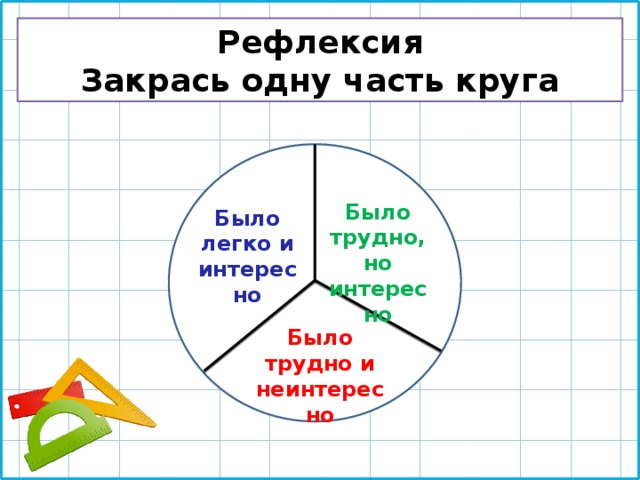 Рефлексия
Закрась одну часть круга
Было
легко и
интерес
но
Было
трудно,
но
интерес
но
Было
трудно и
неинтерес
но